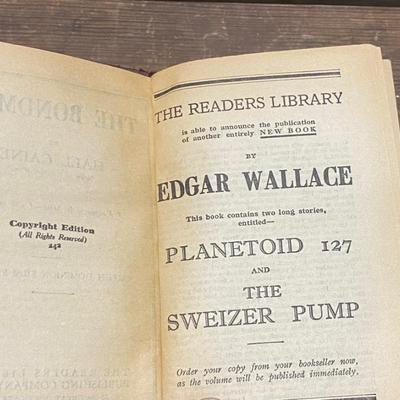 Copyright Edition
(All Rights Reserved)
242
THE READERS LIBRARY
is able to announce the publication
of another entirely NEW BOOK
BY
EDGAR WALLACE
This book contains two long stories,
entitled—
PLANETOID 127
AND
THE
SWEIZER PUMP
Order your copy from your bookseller now,
as the volume will be published immediately.